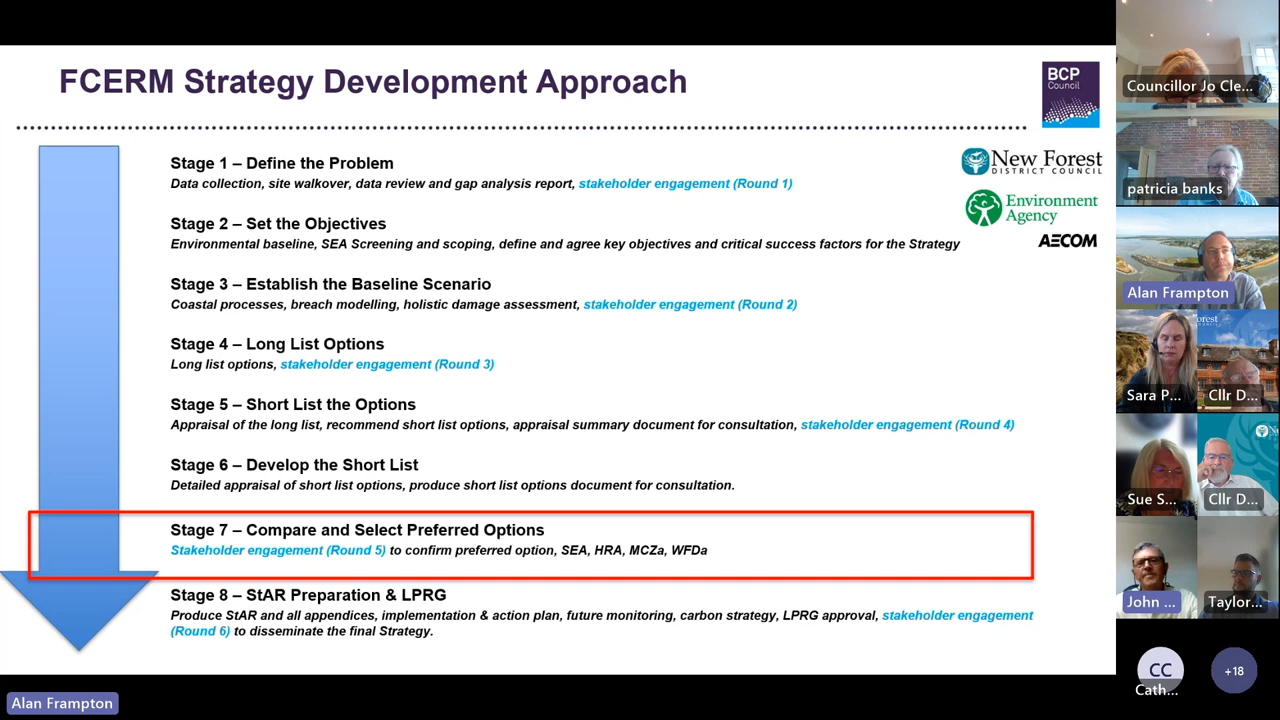 FCERM Strategy Development Approach
BCP
Council
Stage 1 – Define the Problem
Data collection, site walkover, data review and gap analysis report, stakeholder engagement (Round 1)
New Forest
DISTRICT COUNCIL
Environment
Agency
AECOM
Stage 2 – Set the Objectives
Environmental baseline, SEA Screening and scoping, define and agree key objectives and critical success factors for the Strategy
Stage 3 – Establish the Baseline Scenario
Coastal processes, breach modelling, holistic damage assessment, stakeholder engagement (Round 2)
Stage 4 – Long List Options
Long list options, stakeholder engagement (Round 3)
Stage 5 – Short List the Options
Appraisal of the long list, recommend short list options, appraisal summary document for consultation, stakeholder engagement (Round 4)
Stage 6 – Develop the Short List
Detailed appraisal of short list options, produce short list options document for consultation.
Stage 7 – Compare and Select Preferred Options
Stakeholder engagement (Round 5) to confirm preferred option, SEA, HRA, MCZa, WFDa
Stage 8 – StAR Preparation & LPRG
Produce StAR and all appendices, implementation & action plan, future monitoring, carbon strategy, LPRG approval, stakeholder engagement
(Round 6) to disseminate the final Strategy.
Alan Frampton
Councillor Jo Cle...
patricia banks
Alan Frampton
Sara P...
Cllr D...
Sue S...
Cllr D...
John ...
Taylor...
CC
Cath...
+18